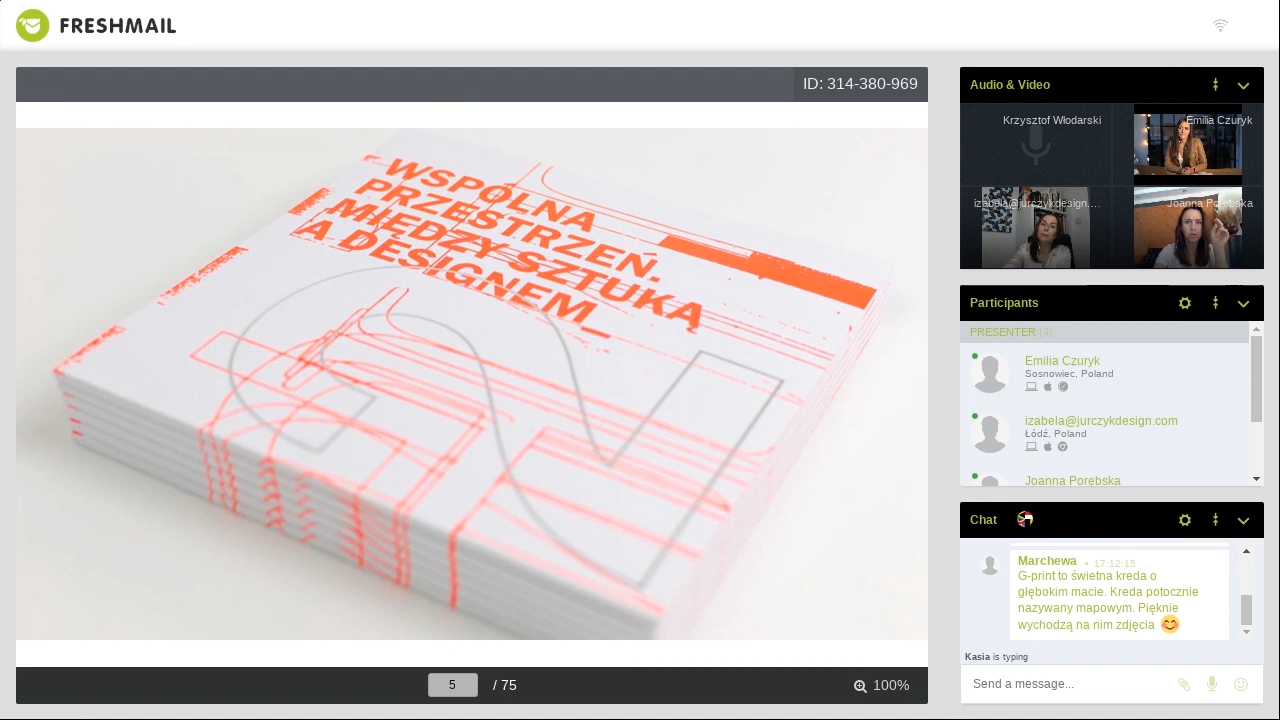 FRESHMAIL
ID: 314-380-969
WSPÓLNA
PRZESTRZEŃ.
MIĘDZY SZTUKĄ
A DESIGNEM_
5 / 75
100%
Audio & Video
Krzysztof Włodarski
Emilia Czuryk
izabela@jurczykdesign....
Joanna Porębska
Participants
PRESENTER (4)
Emilia Czuryk
Sosnowiec, Poland
izabela@jurczykdesign.com
Łódź, Poland
Joanna Porębska
Chat
Marchewa • 17:12:15
G-print to świetna kreda o
głębokim macie. Kreda potocznie
nazywany mapowym. Pięknie
wychodzą na nim zdjęcia 😊
Kasia is typing
Send a message...